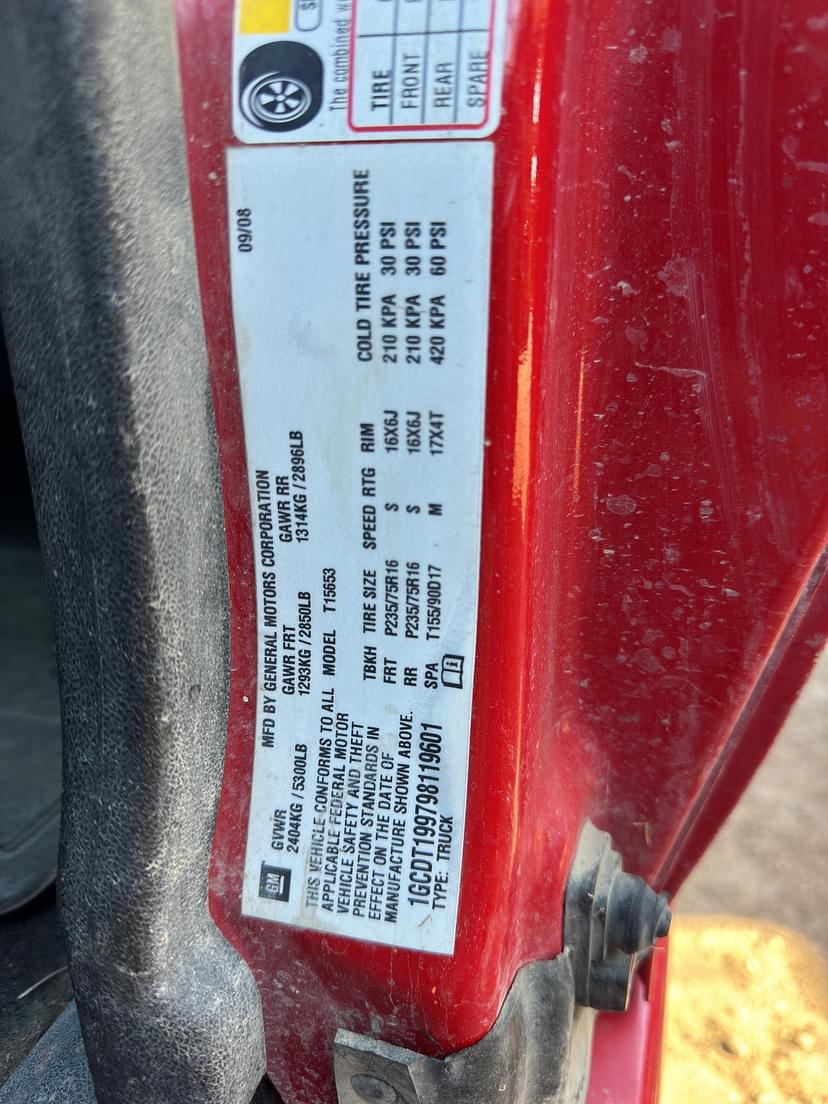 The combined
TIRE
FRONT
REAR
SPARE
09/08
MFD BY GENERAL MOTORS CORPORATION
GVWR GAWR FRT GAWR RR
2404KG / 5300LB 1293KG / 2850LB 1314KG / 2896LB
GM
THIS VEHICLE CONFORMS TO ALL
APPLICABLE FEDERAL MOTOR
VEHICLE SAFETY AND THEFT
PREVENTION STANDARDS IN
EFFECT ON THE DATE OF
MANUFACTURE SHOWN ABOVE.
1GCDT199798119601
TYPE: TRUCK
MODEL T15653
TBKH TIRE SIZE SPEED RTG RIM COLD TIRE PRESSURE
FRT P235/75R16 S 16X6J 210 KPA 30 PSI
RR P235/75R16 S 16X6J 210 KPA 30 PSI
SPA T155/90D17 M 17X4T 420 KPA 60 PSI